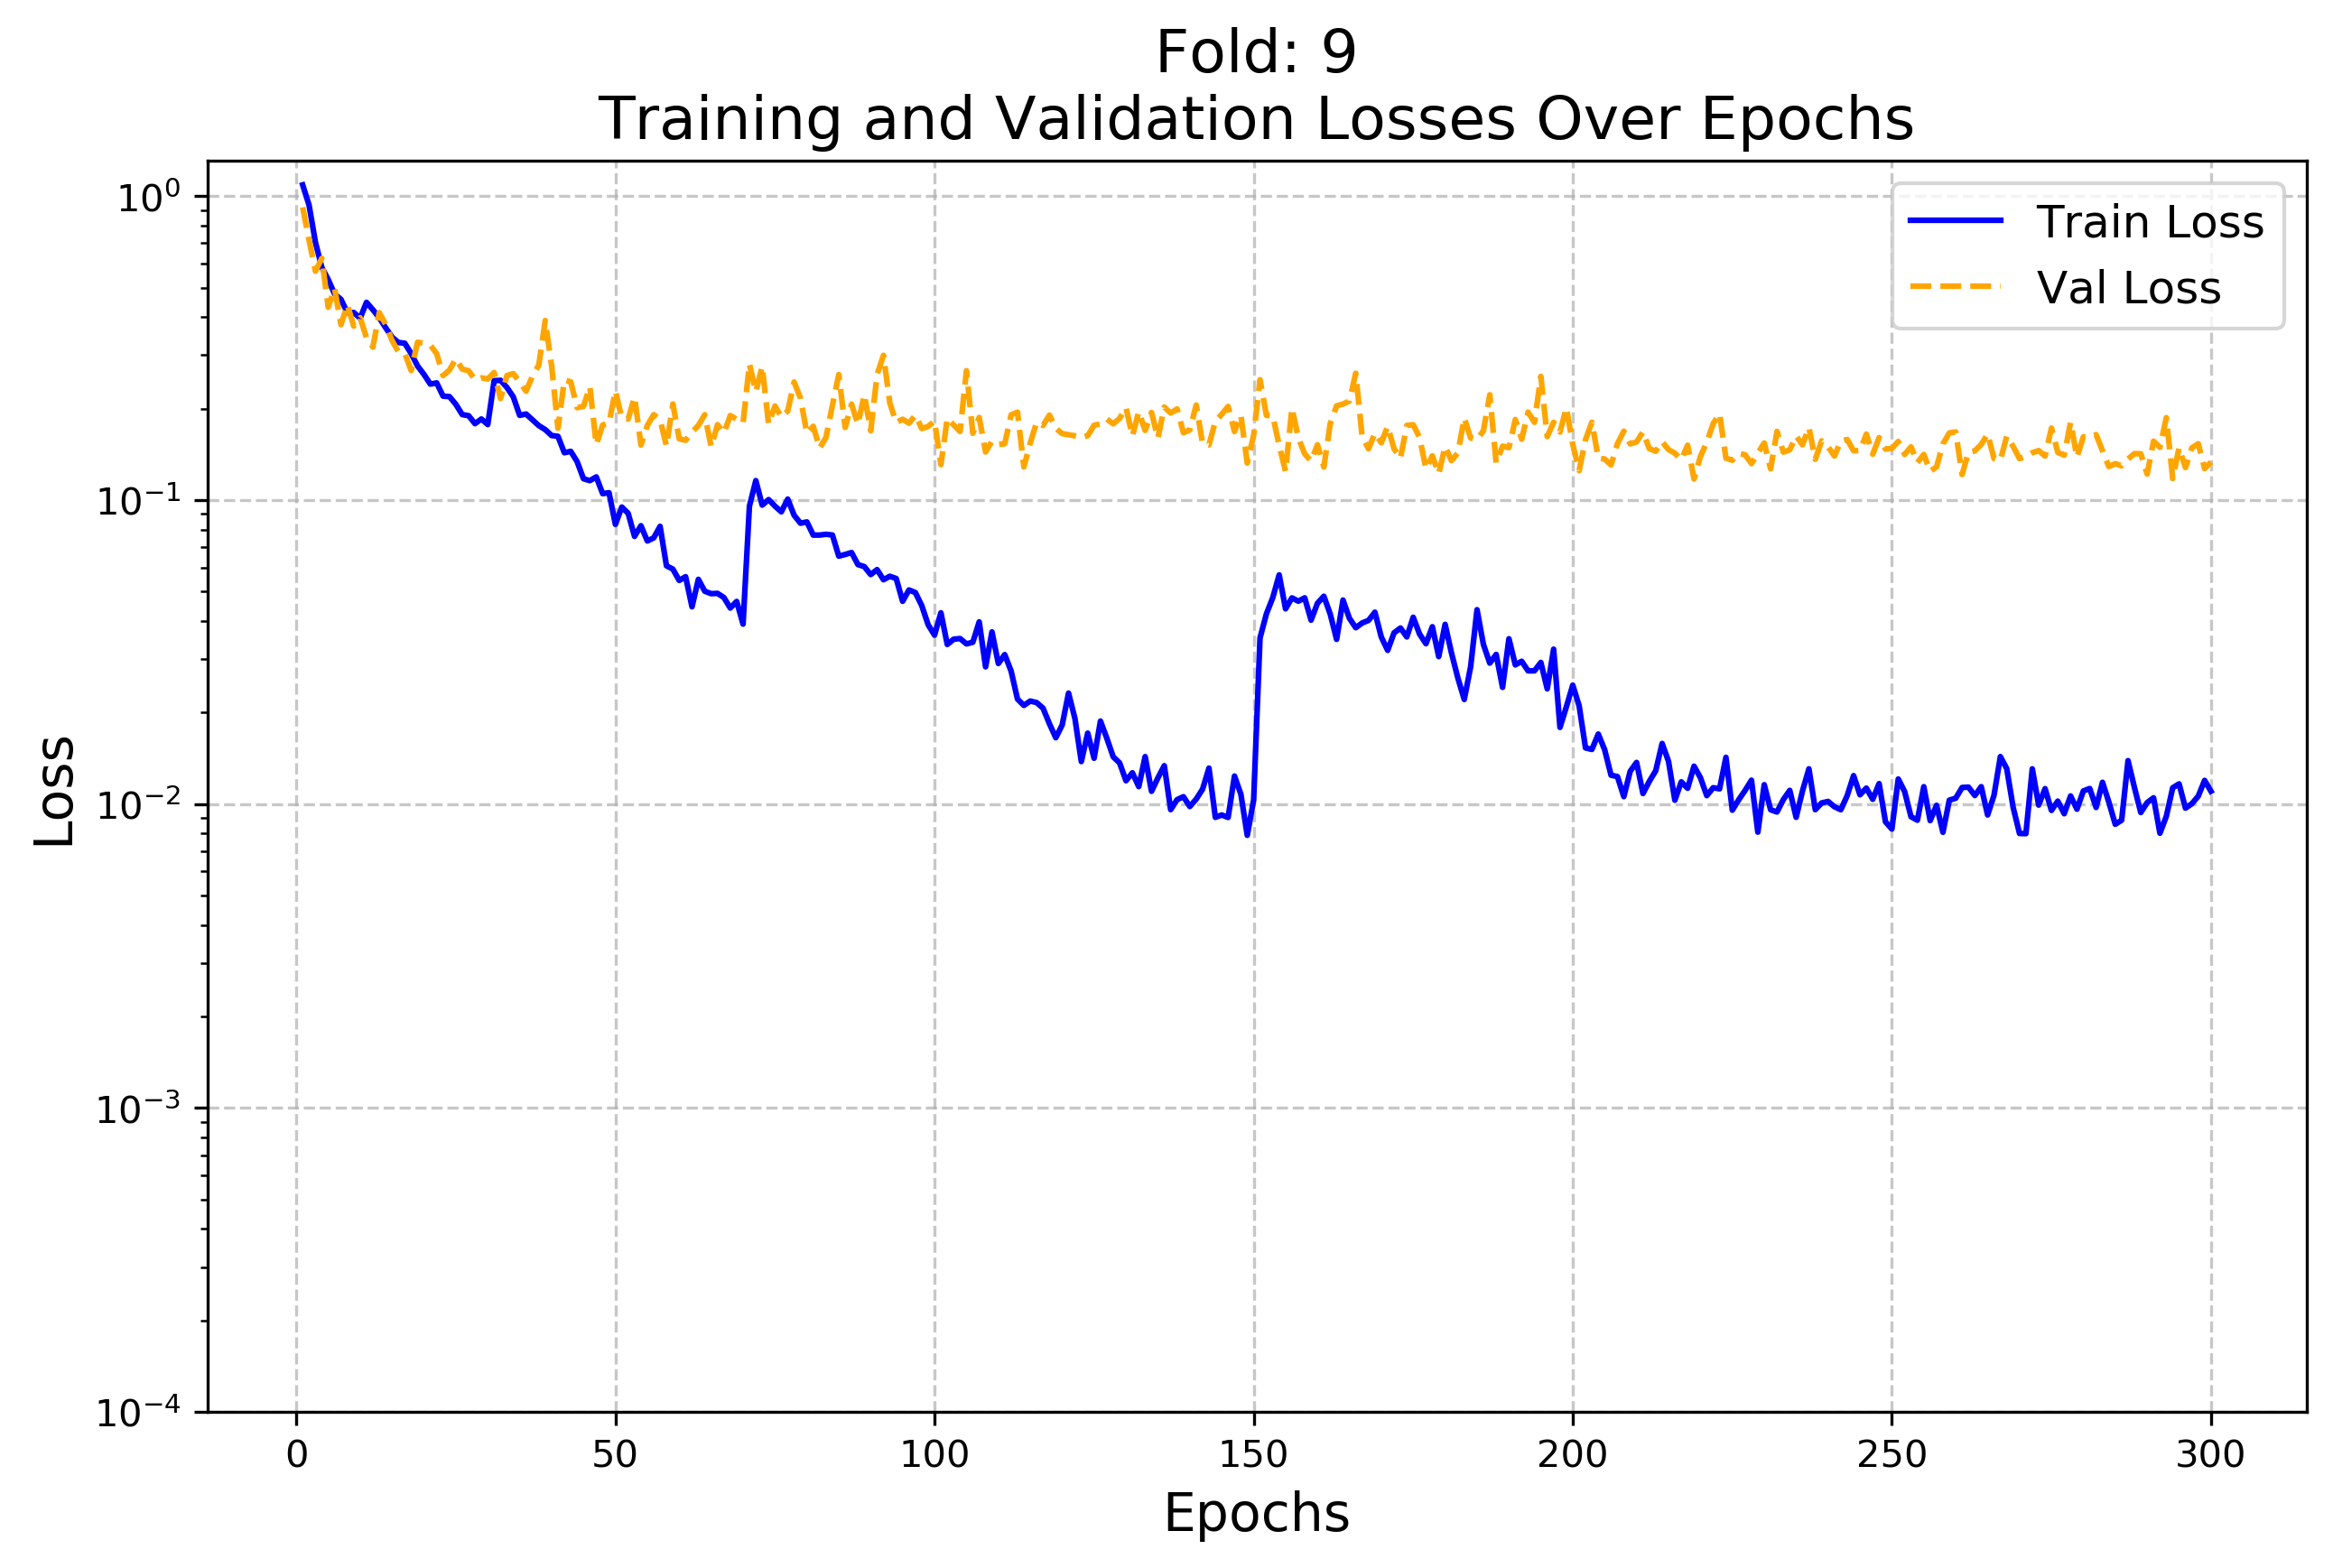 Fold: 9
Training and Validation Losses Over Epochs
Train Loss
Val Loss
Loss
10⁰
10⁻¹
10⁻²
10⁻³
10⁻⁴
0 50 100 150 200 250 300
Epochs